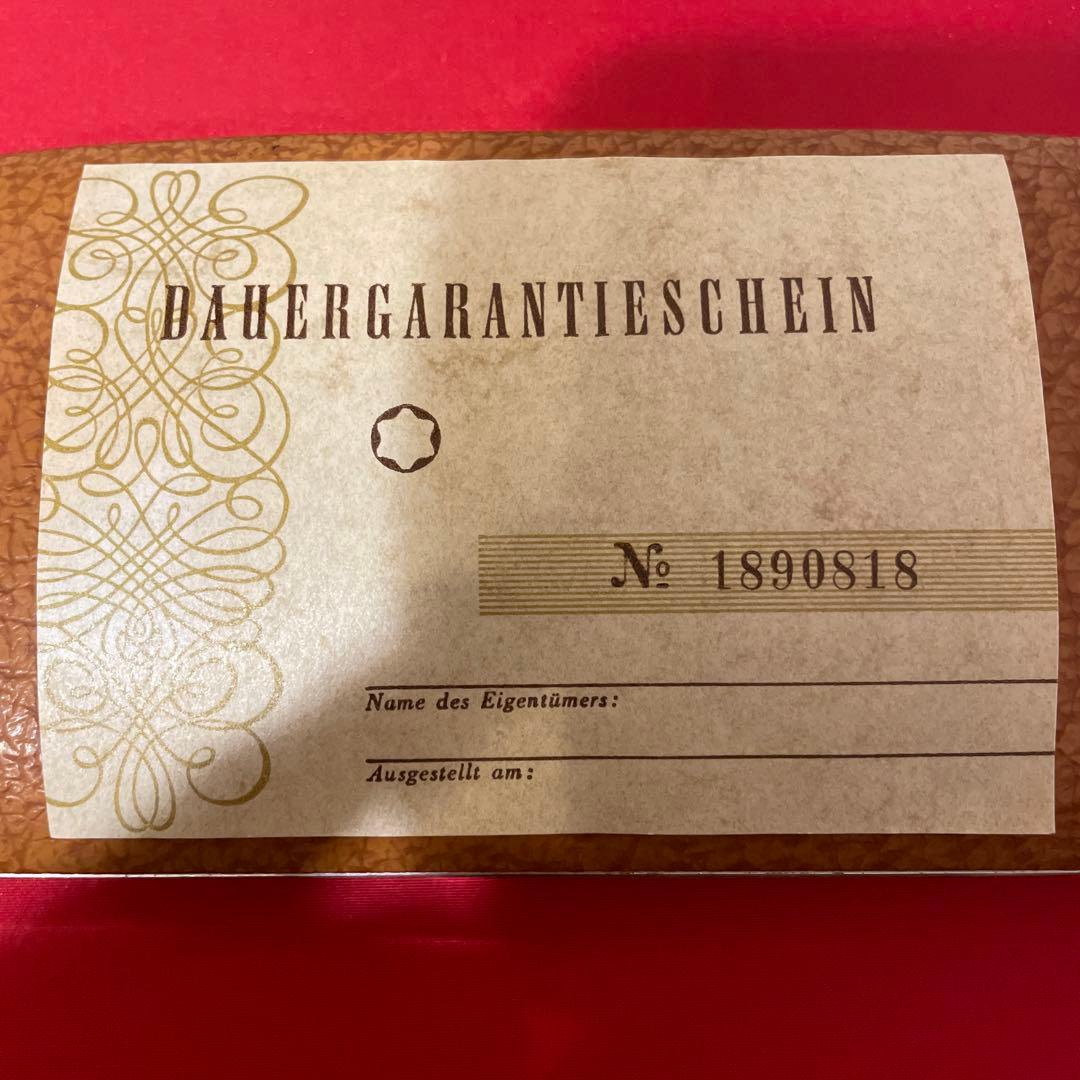 DAUERGARANTIESCHEIN
№ 1890818
Name des Eigentümers:
Ausgestellt am: